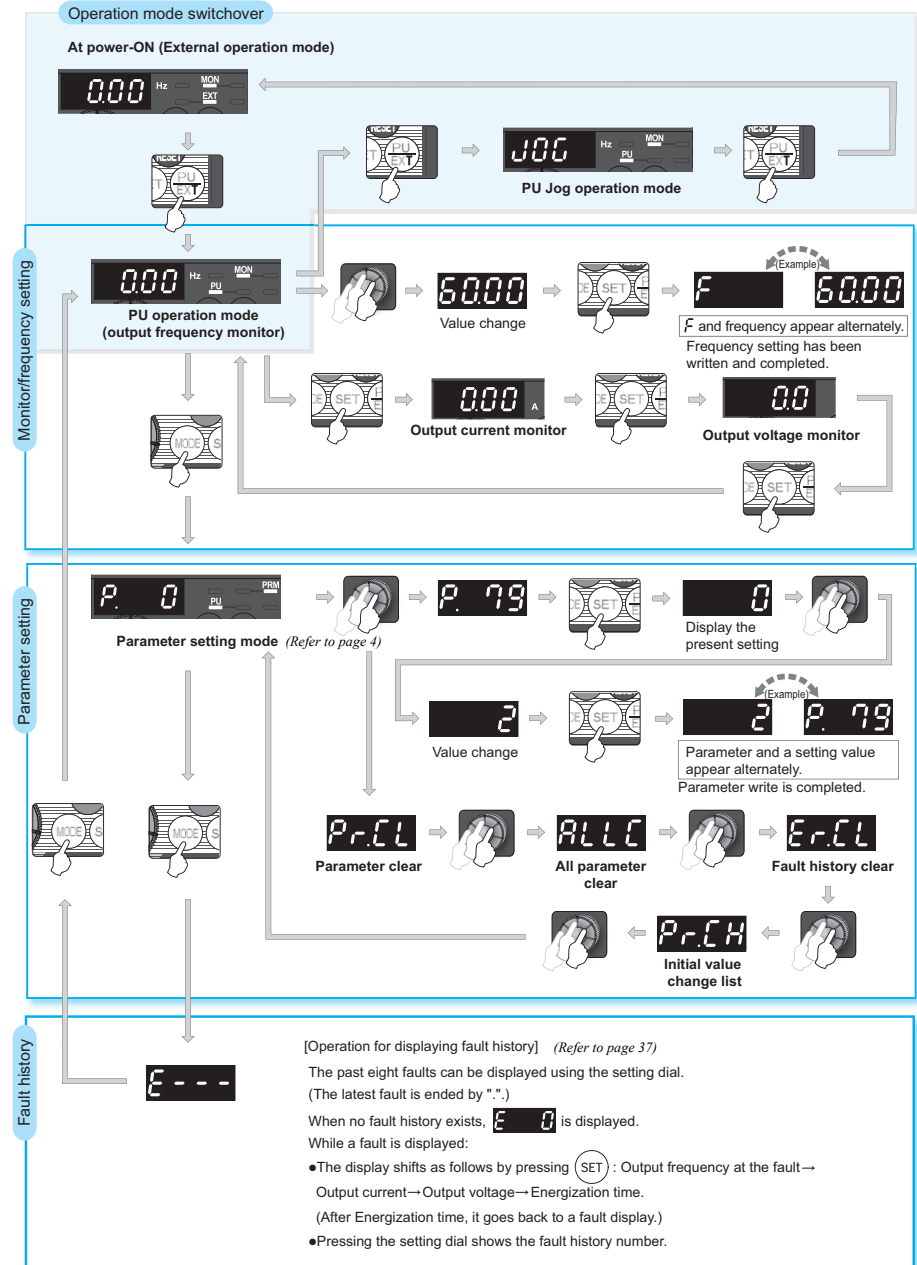 Operation mode switchover
At power-ON (External operation mode)
0.00 Hz MON EXT
RESET
PU
EXT
PU
EXT
JOG Hz MON PU
PU Jog operation mode
PU
EXT
Monitor/frequency setting
0.00 Hz MON PU
PU operation mode
(output frequency monitor)
60.00
Value change
SET
F
(Example)
60.00
F and frequency appear alternately.
Frequency setting has been
written and completed.
MODE S
SET
0.00 A
Output current monitor
SET
0.0
Output voltage monitor
SET
Parameter setting
P. 0 PU PRM
Parameter setting mode (Refer to page 4)
P. 79
SET
0
Display the
present setting
2
Value change
SET
2
(Example)
P. 79
Parameter and a setting value
appear alternately.
Parameter write is completed.
MODE S
MODE S
Pr.CL
Parameter clear
ALLC
All parameter
clear
Er.CL
Fault history clear
Pr.CH
Initial value
change list
Fault history
E---
[Operation for displaying fault history] (Refer to page 37)
The past eight faults can be displayed using the setting dial.
(The latest fault is ended by ".".)
When no fault history exists, E 0 is displayed.
While a fault is displayed:
●The display shifts as follows by pressing SET : Output frequency at the fault→
Output current→Output voltage→Energization time.
(After Energization time, it goes back to a fault display.)
●Pressing the setting dial shows the fault history number.